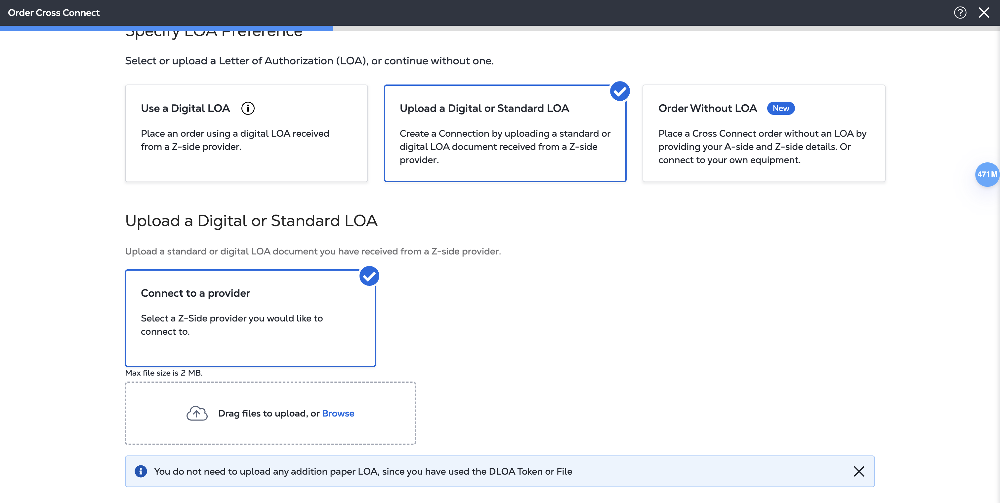 Order Cross Connect
Specify LOA Preference
Select or upload a Letter of Authorization (LOA), or continue without one.
Use a Digital LOA
Place an order using a digital LOA received
from a Z-side provider.
Upload a Digital or Standard LOA
Create a Connection by uploading a standard or
digital LOA document received from a Z-side
provider.
Order Without LOA New
Place a Cross Connect order without an LOA by
providing your A-side and Z-side details. Or
connect to your own equipment.
471M
Upload a Digital or Standard LOA
Upload a standard or digital LOA document you have received from a Z-side provider.
Connect to a provider
Select a Z-Side provider you would like to
connect to.
Max file size is 2 MB.
Drag files to upload, or Browse
You do not need to upload any addition paper LOA, since you have used the DLOA Token or File